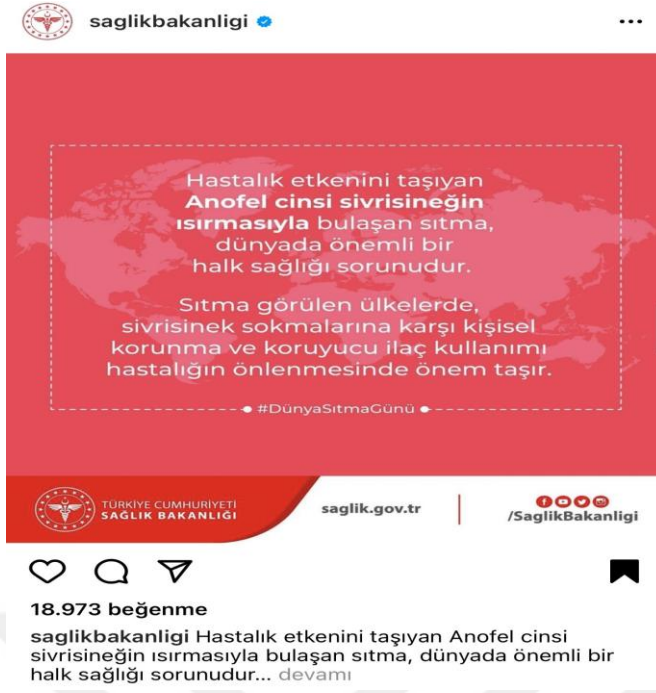 saglikbakanligi
Hastalık etkenini taşıyan
Anofel cinsi sivrisineğin
ısırmasıyla bulaşan sıtma,
dünyada önemli bir
halk sağlığı sorunudur.
Sıtma görülen ülkelerde,
sivrisinek sokmalarına karşı kişisel
korunma ve koruyucu ilaç kullanımı
hastalığın önlenmesinde önem taşır.
#DünyaSıtmaGünü
TÜRKİYE CUMHURİYETİ
SAĞLIK BAKANLIĞI
saglik.gov.tr
/SaglikBakanligi
18.973 beğenme
saglikbakanligi Hastalık etkenini taşıyan Anofel cinsi
sivrisineğin ısırmasıyla bulaşan sıtma, dünyada önemli bir
halk sağlığı sorunudur... devamı